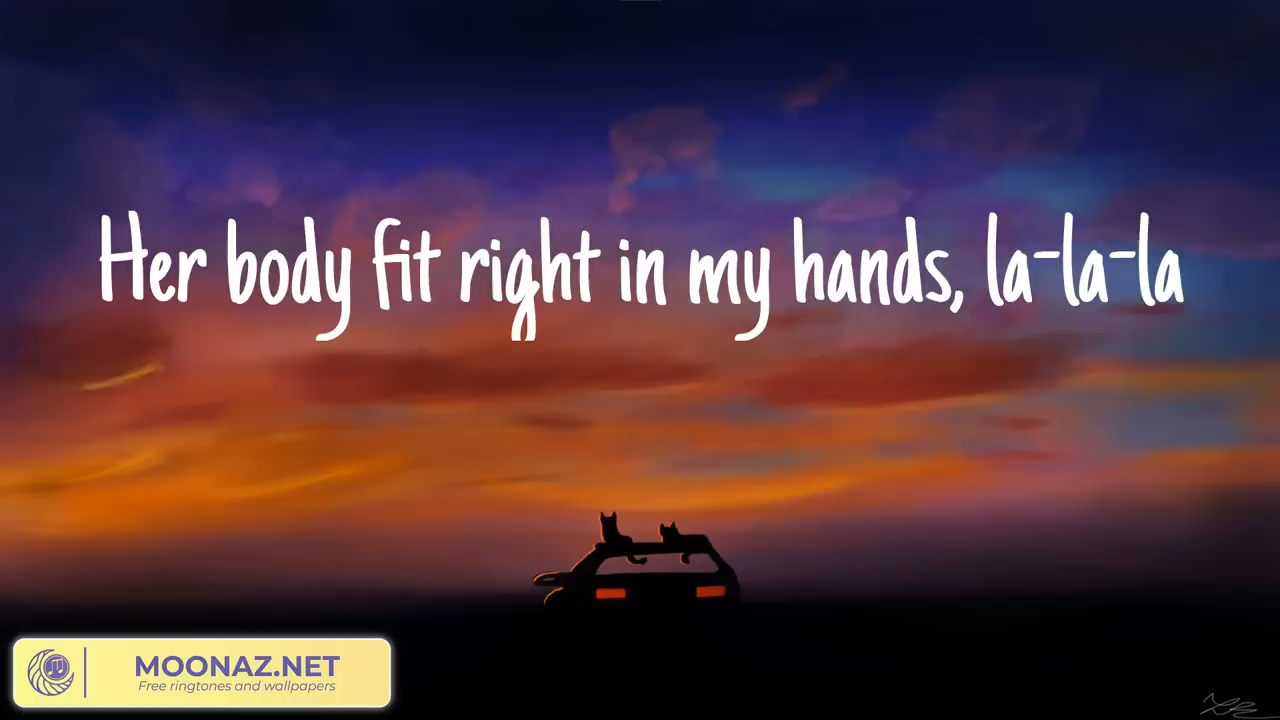 Her body fit right in my hands, la-la-la
MOONAZ.NET
Free ringtones and wallpapers